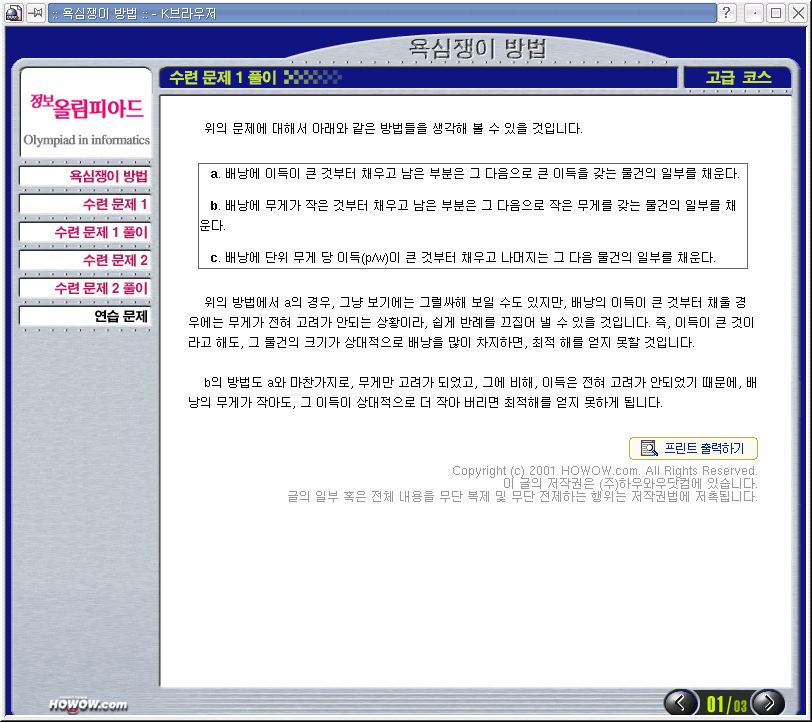 :: 욕심쟁이 방법 :: - K브라우저
욕심쟁이 방법
정보올림피아드
Olympiad in informatics
욕심쟁이 방법
수련 문제 1
수련 문제 1 풀이
수련 문제 2
수련 문제 2 풀이
연습 문제
수련 문제 1 풀이
고급 코스
위의 문제에 대해서 아래와 같은 방법들을 생각해 볼 수 있을 것입니다.
a. 배낭에 이득이 큰 것부터 채우고 남은 부분은 그 다음으로 큰 이득을 갖는 물건의 일부를 채운다.
b. 배낭에 무게가 작은 것부터 채우고 남은 부분은 그 다음으로 작은 무게를 갖는 물건의 일부를 채
운다.
c. 배낭에 단위 무게 당 이득(p/w)이 큰 것부터 채우고 나머지는 그 다음 물건의 일부를 채운다.
위의 방법에서 a의 경우, 그냥 보기에는 그럴싸해 보일 수도 있지만, 배낭의 이득이 큰 것부터 채울 경
우에는 무게가 전혀 고려가 안되는 상황이라, 쉽게 반례를 끄집어 낼 수 있을 것입니다. 즉, 이득이 큰 것이
라고 해도, 그 물건의 크기가 상대적으로 배낭을 많이 차지하면, 최적 해를 얻지 못할 것입니다.
b의 방법도 a와 마찬가지로, 무게만 고려가 되었고, 그에 비해, 이득은 전혀 고려가 안되었기 때문에, 배
낭의 무게가 작아도, 그 이득이 상대적으로 더 작아 버리면 최적해를 얻지 못하게 됩니다.
프린트 출력하기
Copyright (c) 2001 HOWOW.com. All Rights Reserved.
이 글의 저작권은 (주)하우와우닷컴에 있습니다.
글의 일부 혹은 전체 내용을 무단 복제 및 무단 전제하는 행위는 저작권법에 저촉됩니다.
HOWOW.com
01/03